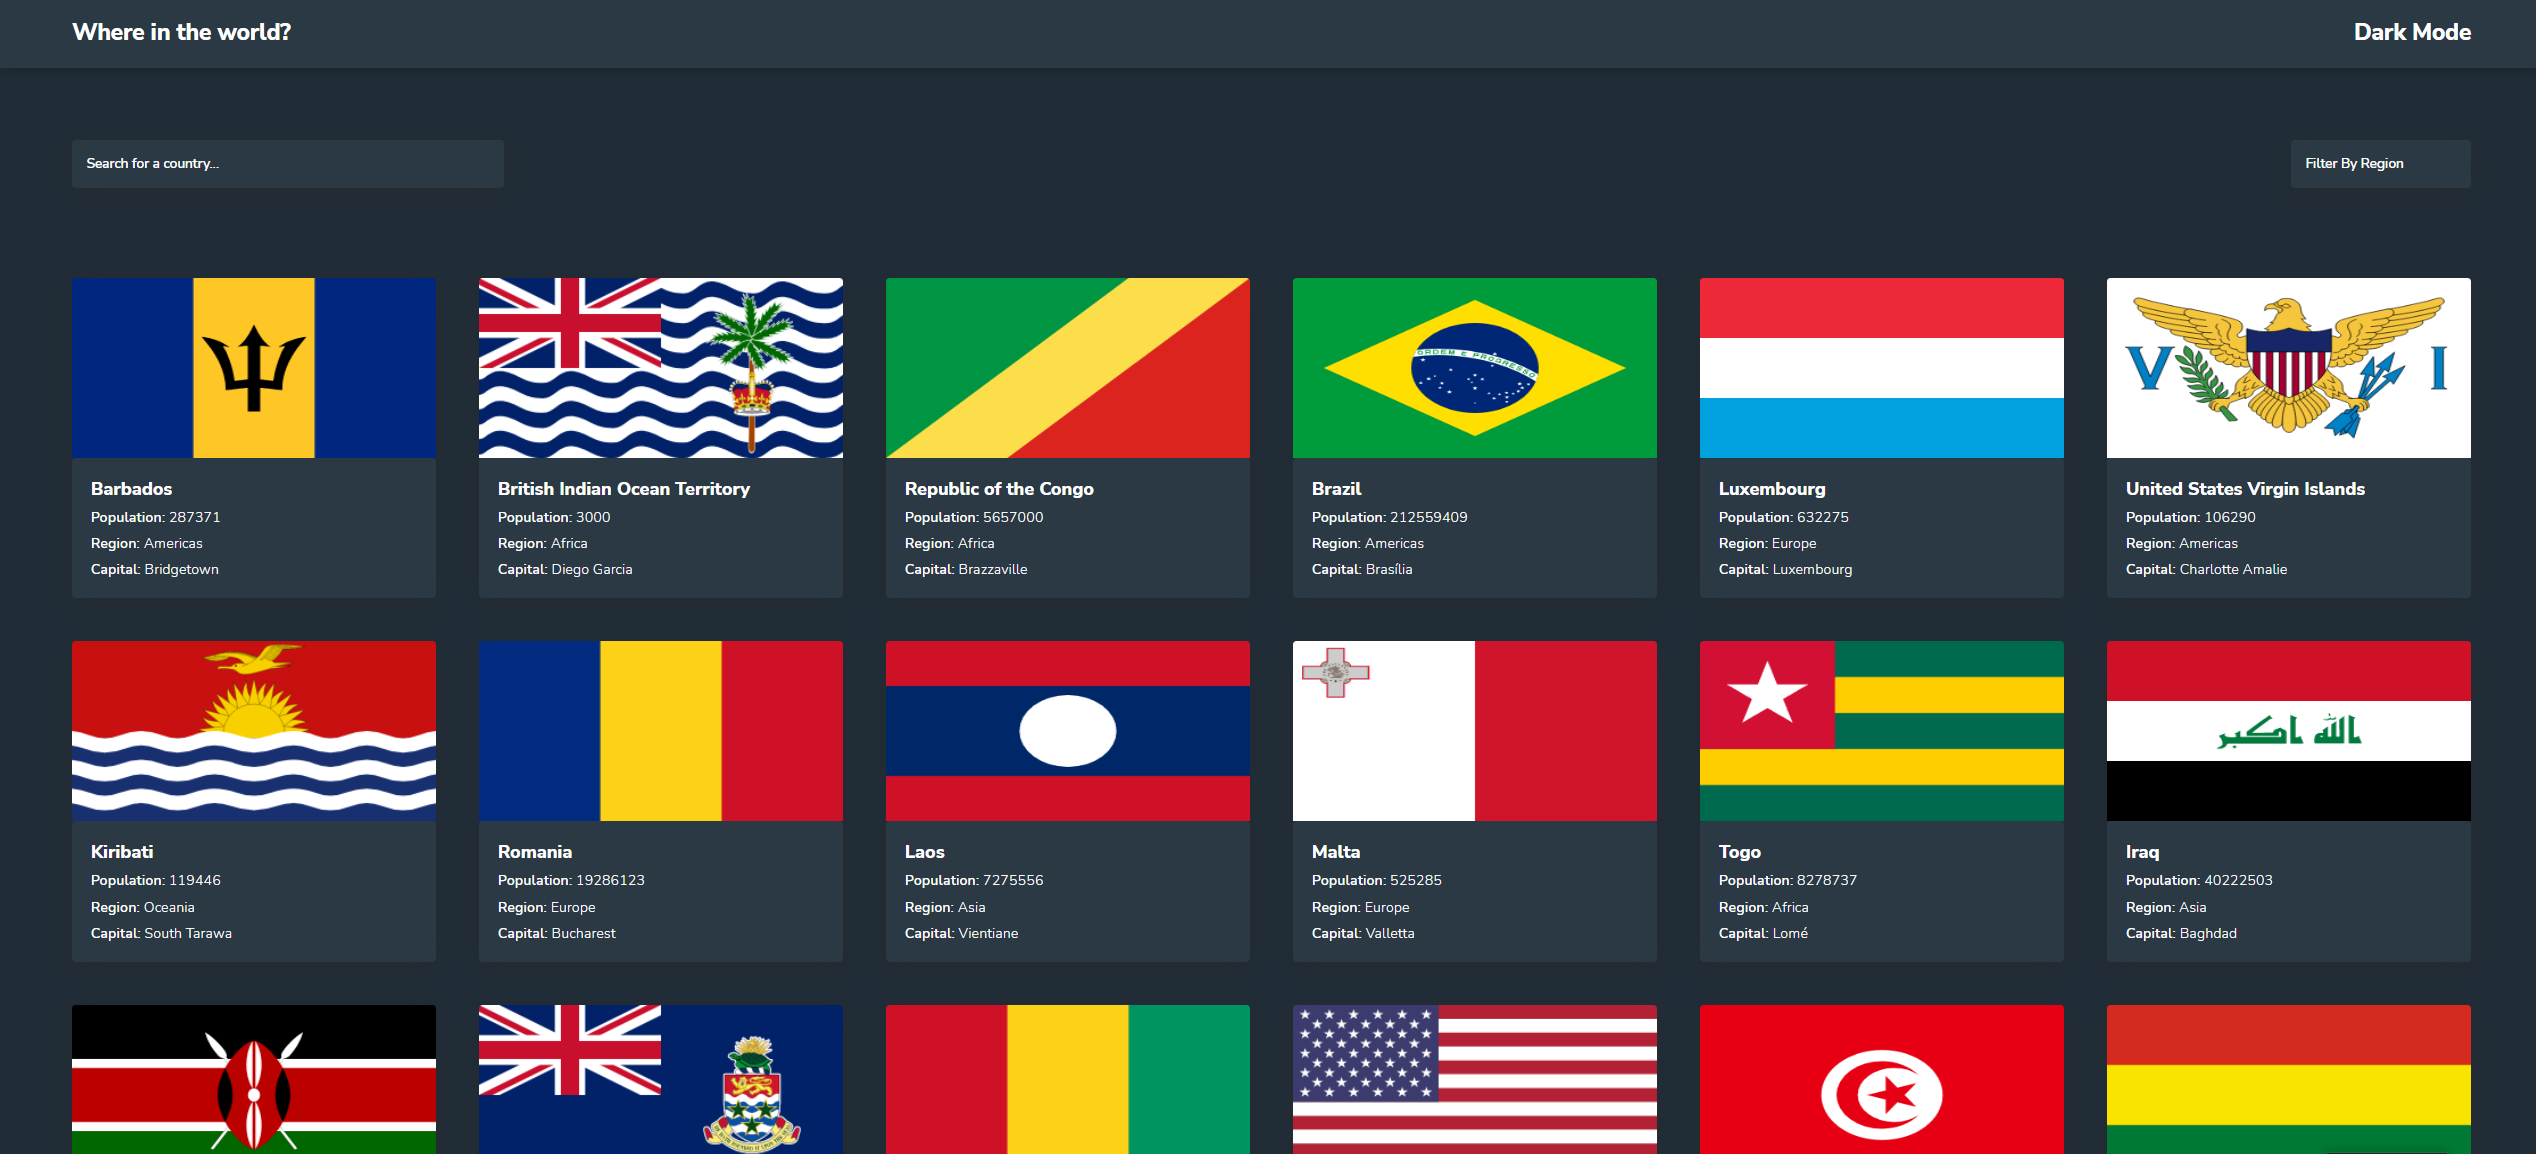 Where in the world?
Dark Mode
Search for a country...
Filter By Region
ORDEM E PROGRESSO
V I
Barbados
Population: 287371
Region: Americas
Capital: Bridgetown
British Indian Ocean Territory
Population: 3000
Region: Africa
Capital: Diego Garcia
Republic of the Congo
Population: 5657000
Region: Africa
Capital: Brazzaville
Brazil
Population: 212559409
Region: Americas
Capital: Brasília
Luxembourg
Population: 632275
Region: Europe
Capital: Luxembourg
United States Virgin Islands
Population: 106290
Region: Americas
Capital: Charlotte Amalie
الله اكبر
Kiribati
Population: 119446
Region: Oceania
Capital: South Tarawa
Romania
Population: 19286123
Region: Europe
Capital: Bucharest
Laos
Population: 7275556
Region: Asia
Capital: Vientiane
Malta
Population: 525285
Region: Europe
Capital: Valletta
Togo
Population: 8278737
Region: Africa
Capital: Lomé
Iraq
Population: 40222503
Region: Asia
Capital: Baghdad